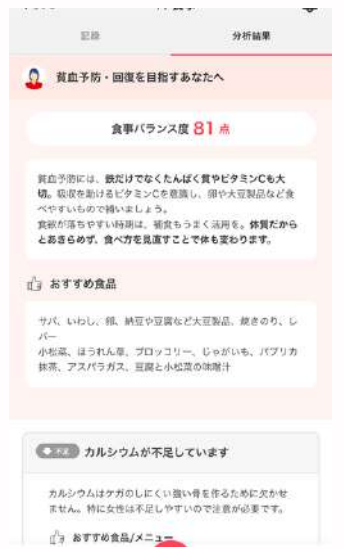 記録
分析結果
貧血予防・回復を目指すあなたへ
食事バランス度 81 点
貧血予防には、鉄だけでなくたんぱく質やビタミンCも大
切。吸収を助けるビタミンCを意識し、卵や大豆製品など食
べやすいもので補いましょう。
食欲が落ちやすい時期は、補食もうまく活用を。体質だから
とあきらめず、食べ方を見直すことで体も変わります。
おすすめ食品
サバ、いわし、卵、納豆や豆腐など大豆製品、焼きのり、レ
バー
小松菜、ほうれん草、ブロッコリー、じゃがいも、パプリカ
抹茶、アスパラガス、豆腐と小松菜の味噌汁
不足 カルシウムが不足しています
カルシウムはケガのしにくい強い骨を作るために欠かせ
ません。特に女性は不足しやすいので注意が必要です。
おすすめ食品/メニュー